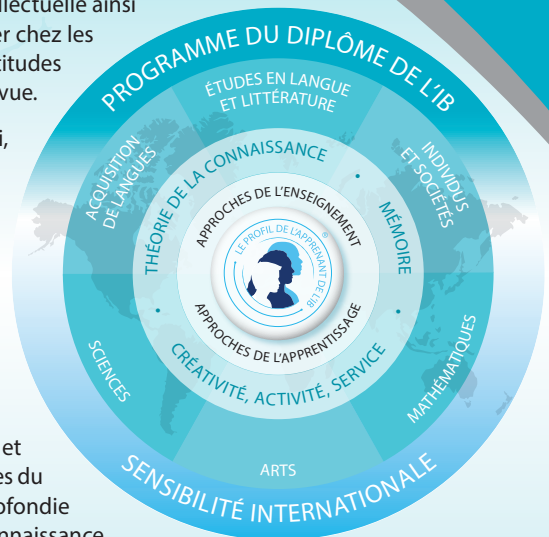 llectuelle ainsi
er chez les
titudes
vue.
i,
PROGRAMME DU DIPLÔME DE L'IB
ÉTUDES EN LANGUE
ET LITTÉRATURE
ACQUISITION
DE LANGUES
INDIVIDUS
ET SOCIÉTÉS
THÉORIE DE LA CONNAISSANCE
MÉMOIRE
APPROCHES DE L'ENSEIGNEMENT
LE PROFIL DE L'APPRENANT DE L'IB
®
APPROCHES DE L'APPRENTISSAGE
CRÉATIVITÉ, ACTIVITÉ, SERVICE
SCIENCES
MATHÉMATIQUES
ARTS
SENSIBILITÉ INTERNATIONALE
et
es du
ofondie
nnaissance